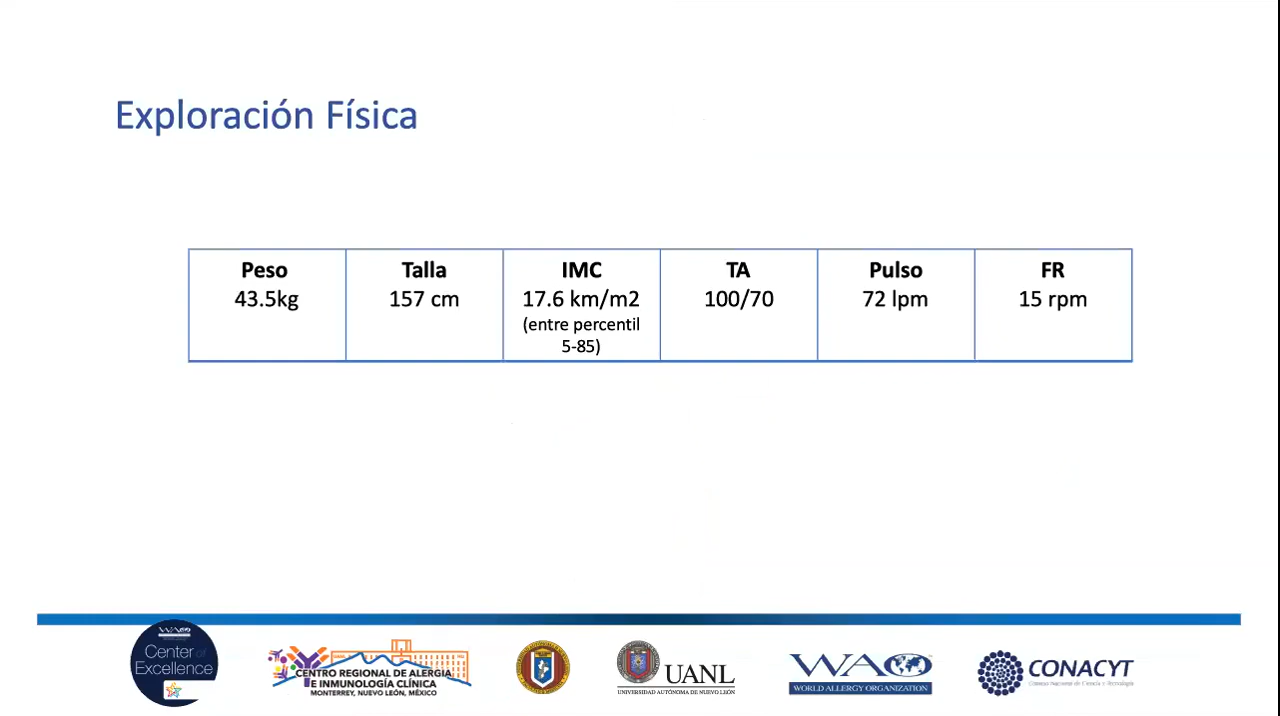 Exploración Física
Peso
43.5kg
Talla
157 cm
IMC
17.6 km/m2
(entre percentil
5-85)
TA
100/70
Pulso
72 lpm
FR
15 rpm
WAO
Center of
Excellence
CENTRO REGIONAL DE ALERGIA
E INMUNOLOGÍA CLÍNICA
MONTERREY, NUEVO LEÓN, MÉXICO
UANL
UNIVERSIDAD AUTÓNOMA DE NUEVO LEÓN
WAO
WORLD ALLERGY ORGANIZATION
CONACYT
Consejo Nacional de Ciencia y Tecnología